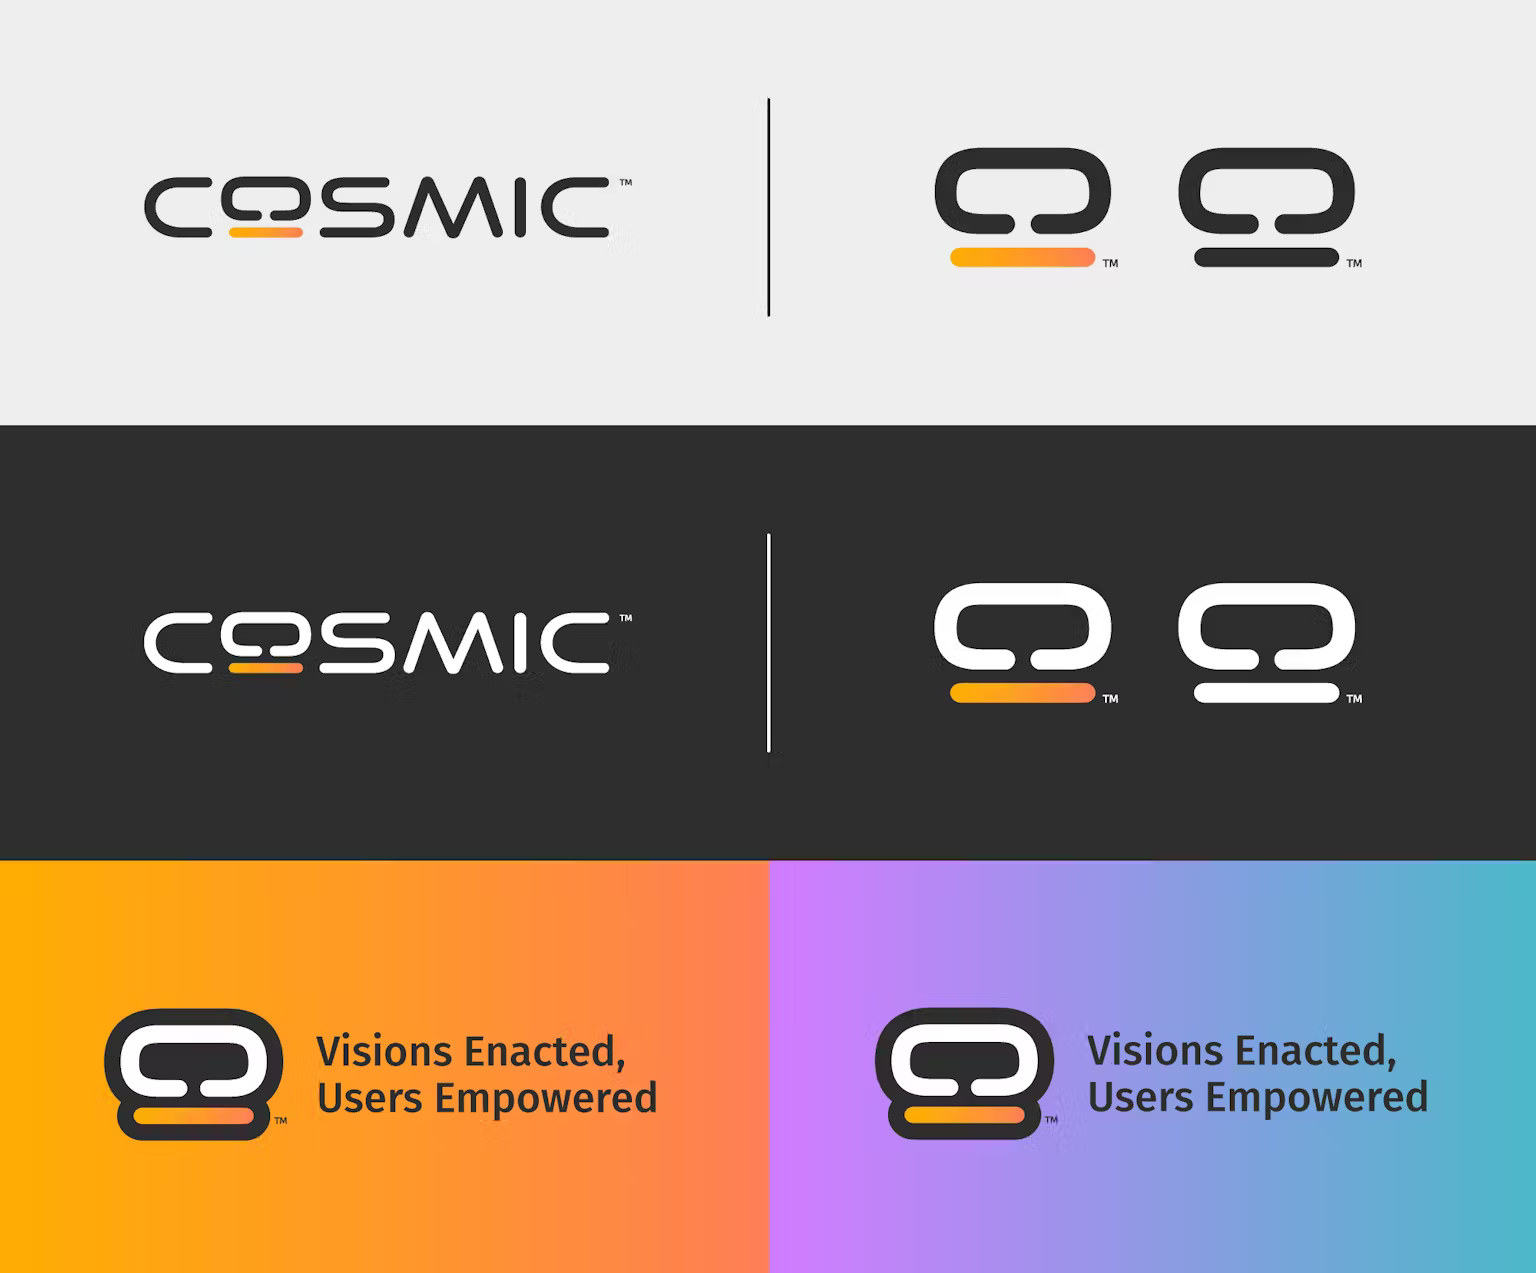 COSMIC™
™
™
COSMIC™
™
™
Visions Enacted,
Users Empowered
™
Visions Enacted,
Users Empowered
™